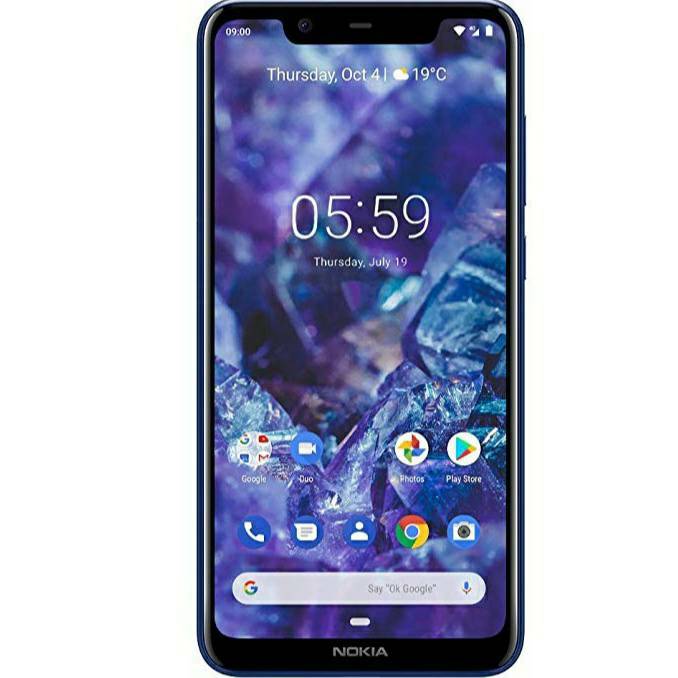 09:00
Thursday, Oct 4 | 19°C
05:59
Thursday, July 19
Google Duo Photos Play Store
Say "Ok Google"
NOKIA